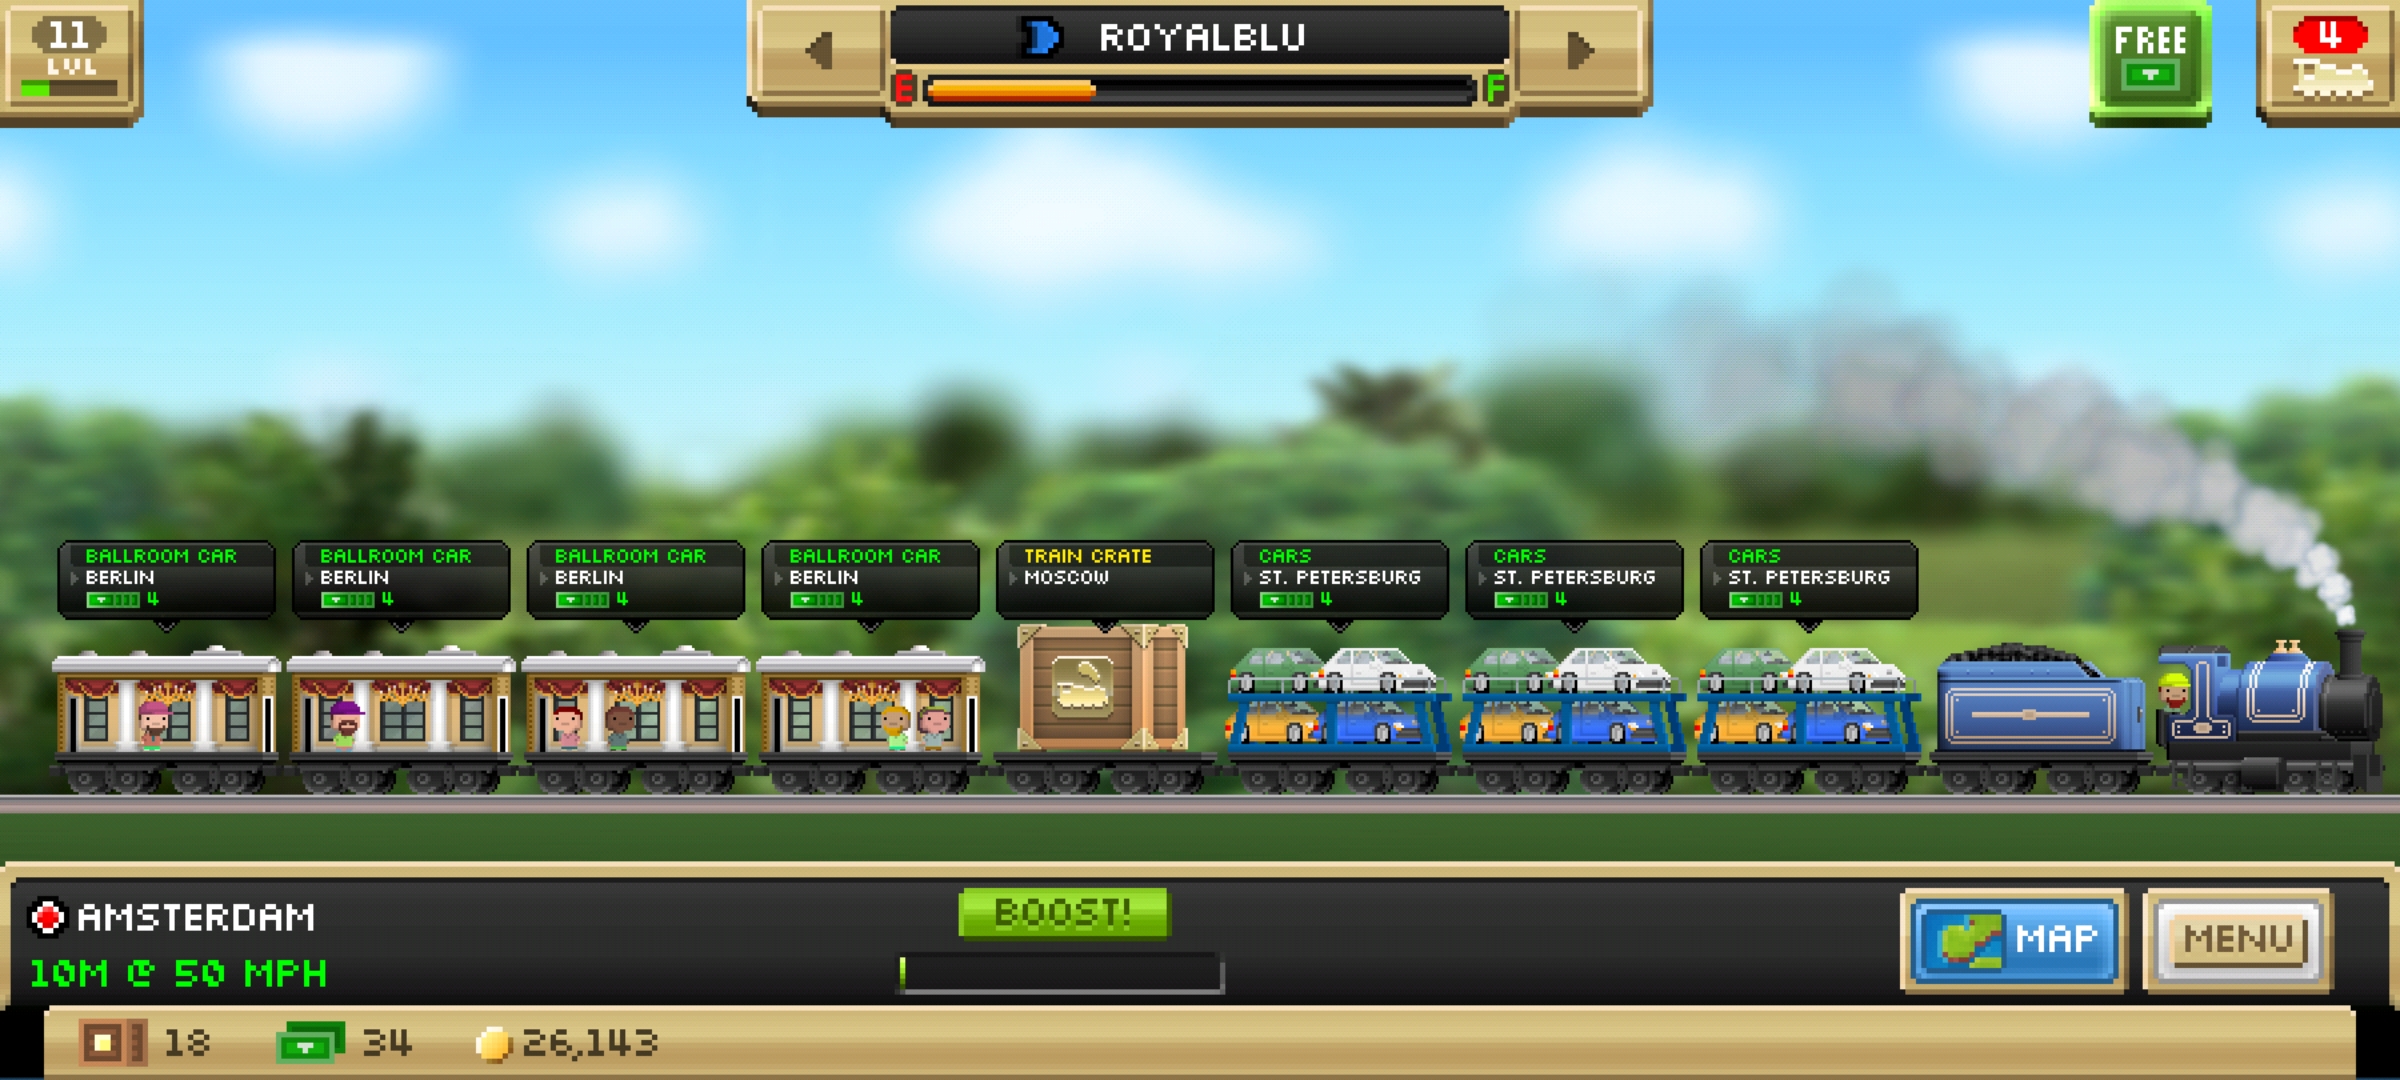 11
LVL
ROYALBLU
E F
FREE
4
BALLROOM CAR
BERLIN
4
BALLROOM CAR
BERLIN
4
BALLROOM CAR
BERLIN
4
BALLROOM CAR
BERLIN
4
TRAIN CRATE
MOSCOW
CARS
ST. PETERSBURG
4
CARS
ST. PETERSBURG
4
CARS
ST. PETERSBURG
4
AMSTERDAM
10M @ 50 MPH
BOOST!
MAP
MENU
18
34
26,143